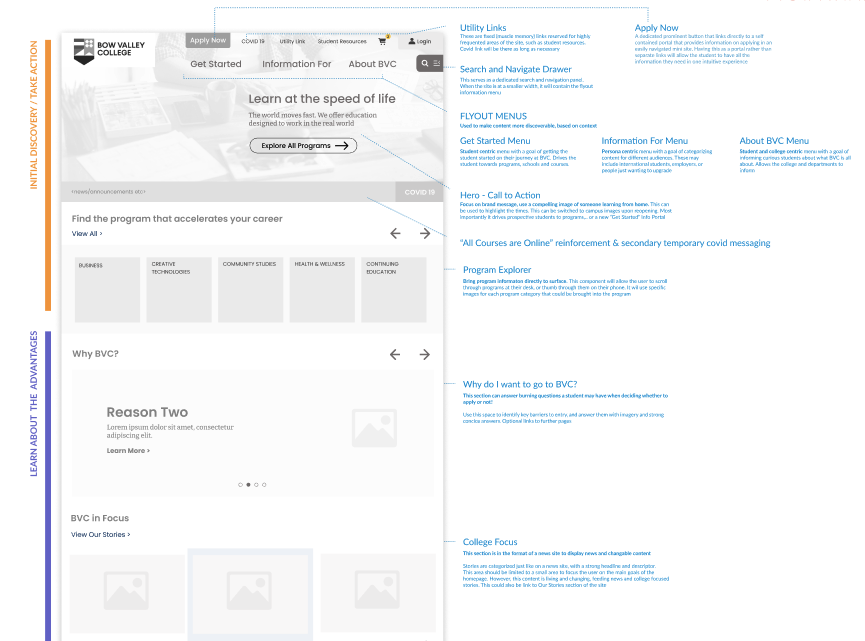 INITIAL DISCOVERY / TAKE ACTION
LEARN ABOUT THE ADVANTAGES
BOW VALLEY
COLLEGE
Apply Now
COVID 19
Utility Link
Student Resources
Login
Get Started
Information For
About BVC
Learn at the speed of life
The world moves fast. We offer education
designed to work in the real world
Explore All Programs
<news/announcements etc>
COVID 19
Find the program that accelerates your career
View All >
BUSINESS
CREATIVE
TECHNOLOGIES
COMMUNITY STUDIES
HEALTH & WELLNESS
CONTINUING
EDUCATION
Why BVC?
Reason Two
Lorem ipsum dolor sit amet, consectetur
adipiscing elit.
Learn More >
BVC in Focus
View Our Stories >
Utility Links
These are head (muscle memory) links reserved for highly
frequented areas of the site, such as student resources.
Covid link will be there as long as necessary
Apply Now
A dedicated prominent button that links directly to a self
contained portal that provides information on applying in an
easily navigated mini site. Having this as a portal rather than
separate links will allow the student to have all the
information they need in one intuitive experience
Search and Navigate Drawer
This serves as a dedicated search and navigation panel.
When the site is at a smaller width, it will contain the flyout
information menu
FLYOUT MENUS
Used to make content more discoverable, based on context
Get Started Menu
Student-centric menu with a goal of getting the
student started on their journey at BVC. Drives the
student towards programs, schools and courses.
Information For Menu
Persona centric menu with a goal of categorizing
content for different audiences. These may
include international students, employers, or
people just wanting to upgrade
About BVC Menu
Student and college centric menu with a goal of
informing curious students about what BVC is all
about. Allows the college and departments to
inform
Hero - Call to Action
Focus on brand message, use a compelling image of someone learning from home. This can
be used to highlight the times. This can be switched to campus images upon reopening. Most
importantly it drives prospective students to programs... or a new "Get Started" info Portal
"All Courses are Online" reinforcement & secondary temporary covid messaging
Program Explorer
Bring program information directly to surface. This component will allow the user to scroll
through programs at their desk, or thumb through them on their phone. It will use specific
images for each program category that could be brought into the program
Why do I want to go to BVC?
This section can answer burning questions a student may have when deciding whether to
apply or not!
Use this space to identify key barriers to entry, and answer them with imagery and strong
concise answers. Optional links to further pages
College Focus
This section is in the format of a news site to display news and changable content
Stories are categorized just like on a news site, with a strong headline and descriptor.
This area should be limited to a small area to focus the user on the main goals of the
homepage. However, this content is living and changing, feeding news and college focused
stories. This could also be link to Our Stories section of the site